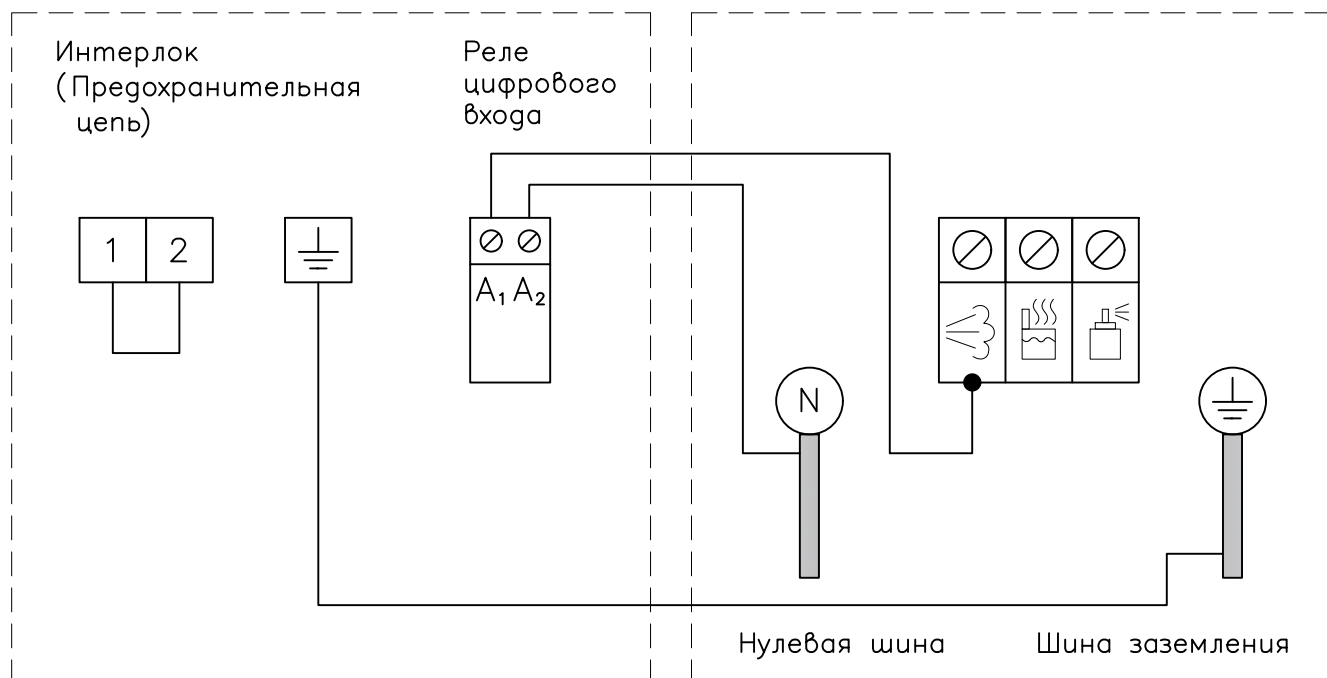 Интерлок
(Предохранительная
цепь)
Реле
цифрового
входа
1 2
A₁ A₂
N
Нулевая шина
Шина заземления